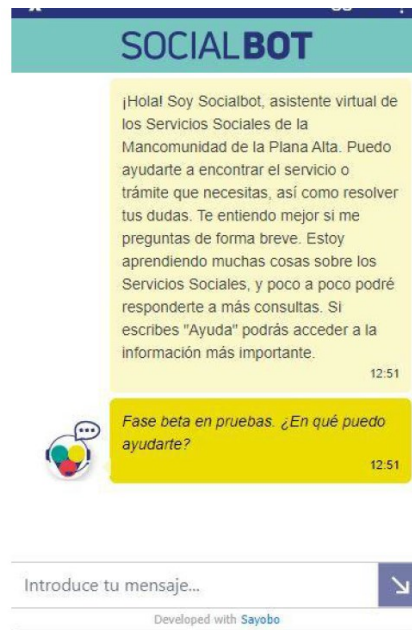 SOCIALBOT
¡Hola! Soy Socialbot, asistente virtual de
los Servicios Sociales de la
Mancomunidad de la Plana Alta. Puedo
ayudarte a encontrar el servicio o
trámite que necesitas, así como resolver
tus dudas. Te entiendo mejor si me
preguntas de forma breve. Estoy
aprendiendo muchas cosas sobre los
Servicios Sociales, y poco a poco podré
responderte a más consultas. Si
escribes "Ayuda" podrás acceder a la
información más importante.
12:51
Fase beta en pruebas. ¿En qué puedo
ayudarte?
12:51
Introduce tu mensaje...
Developed with Sayobo